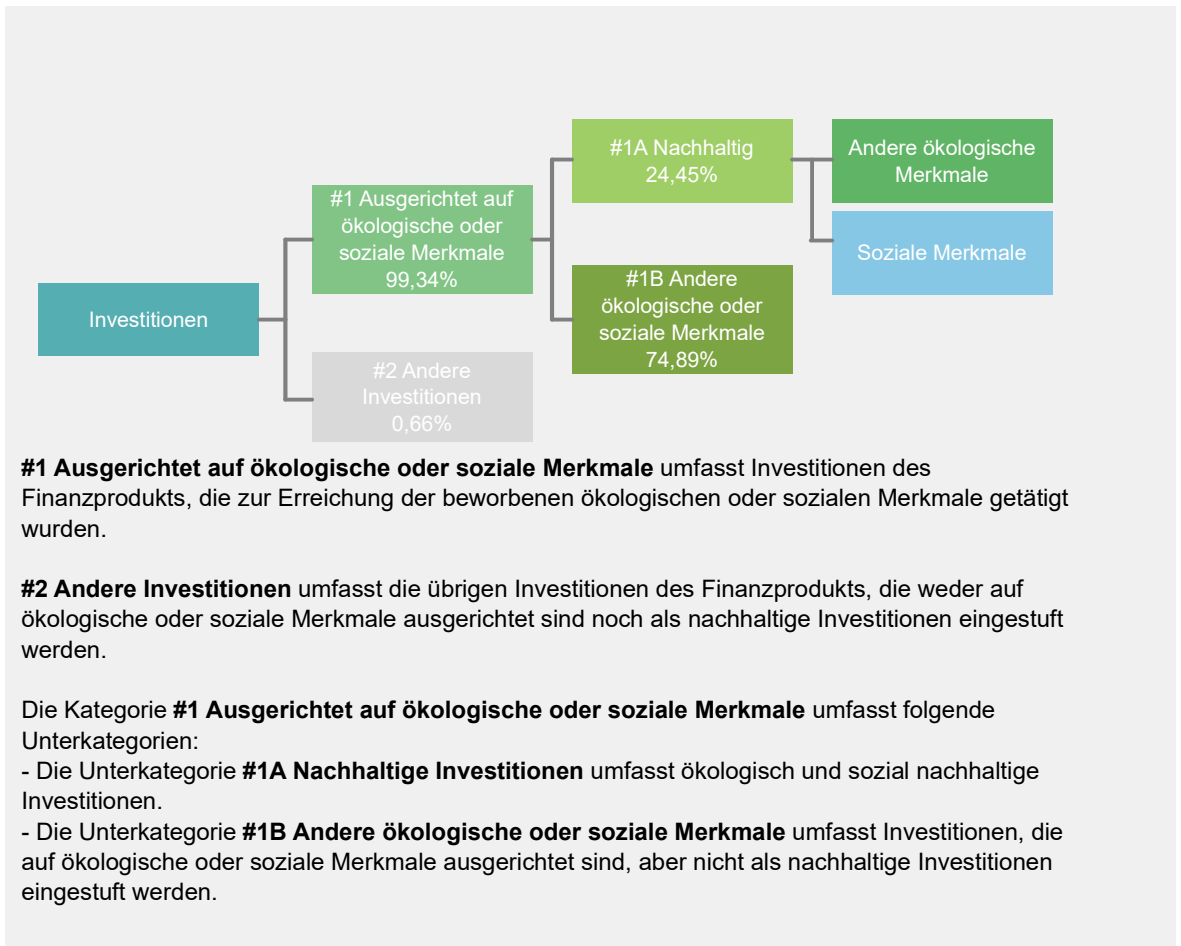 #1A Nachhaltig
24,45%
Andere ökologische
Merkmale
#1 Ausgerichtet auf
ökologische oder
soziale Merkmale
99,34%
Soziale Merkmale
#1B Andere
ökologische oder
soziale Merkmale
74,89%
Investitionen
#2 Andere
Investitionen
0,66%
#1 Ausgerichtet auf ökologische oder soziale Merkmale umfasst Investitionen des
Finanzprodukts, die zur Erreichung der beworbenen ökologischen oder sozialen Merkmale getätigt
wurden.
#2 Andere Investitionen umfasst die übrigen Investitionen des Finanzprodukts, die weder auf
ökologische oder soziale Merkmale ausgerichtet sind noch als nachhaltige Investitionen eingestuft
werden.
Die Kategorie #1 Ausgerichtet auf ökologische oder soziale Merkmale umfasst folgende
Unterkategorien:
- Die Unterkategorie #1A Nachhaltige Investitionen umfasst ökologisch und sozial nachhaltige
Investitionen.
- Die Unterkategorie #1B Andere ökologische oder soziale Merkmale umfasst Investitionen, die
auf ökologische oder soziale Merkmale ausgerichtet sind, aber nicht als nachhaltige Investitionen
eingestuft werden.